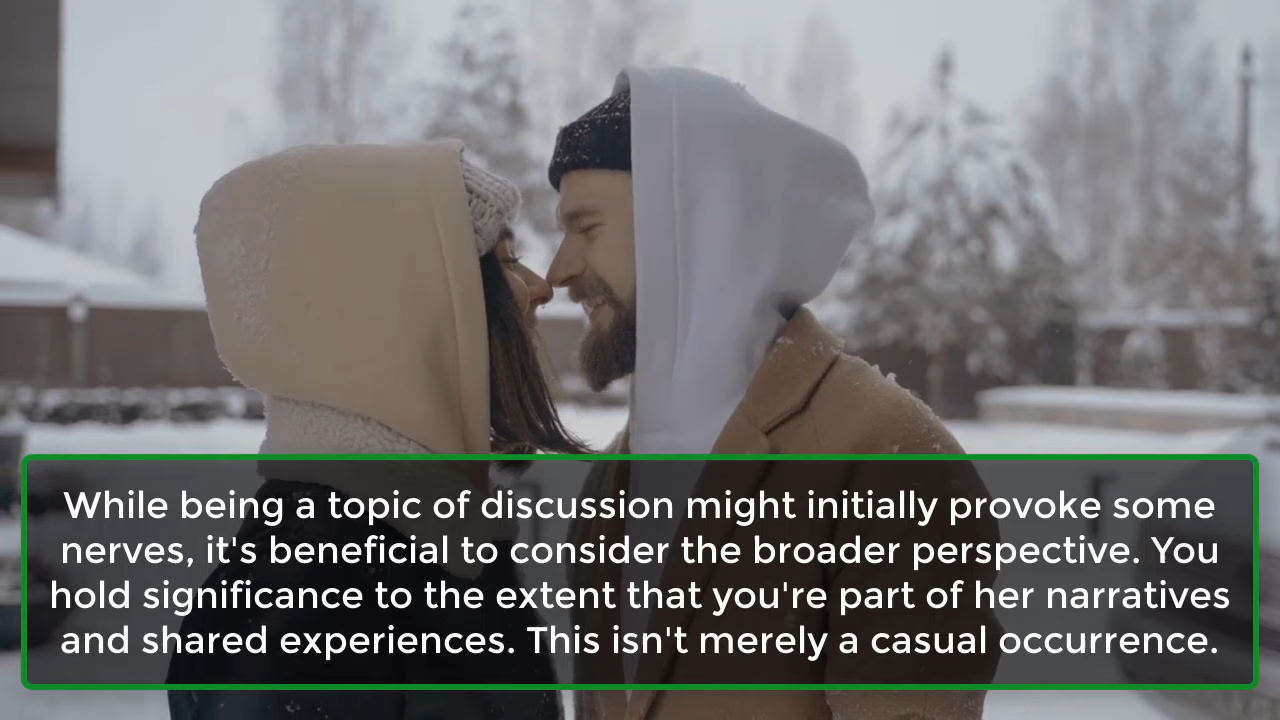 While being a topic of discussion might initially provoke some
nerves, it's beneficial to consider the broader perspective. You
hold significance to the extent that you're part of her narratives
and shared experiences. This isn't merely a casual occurrence.